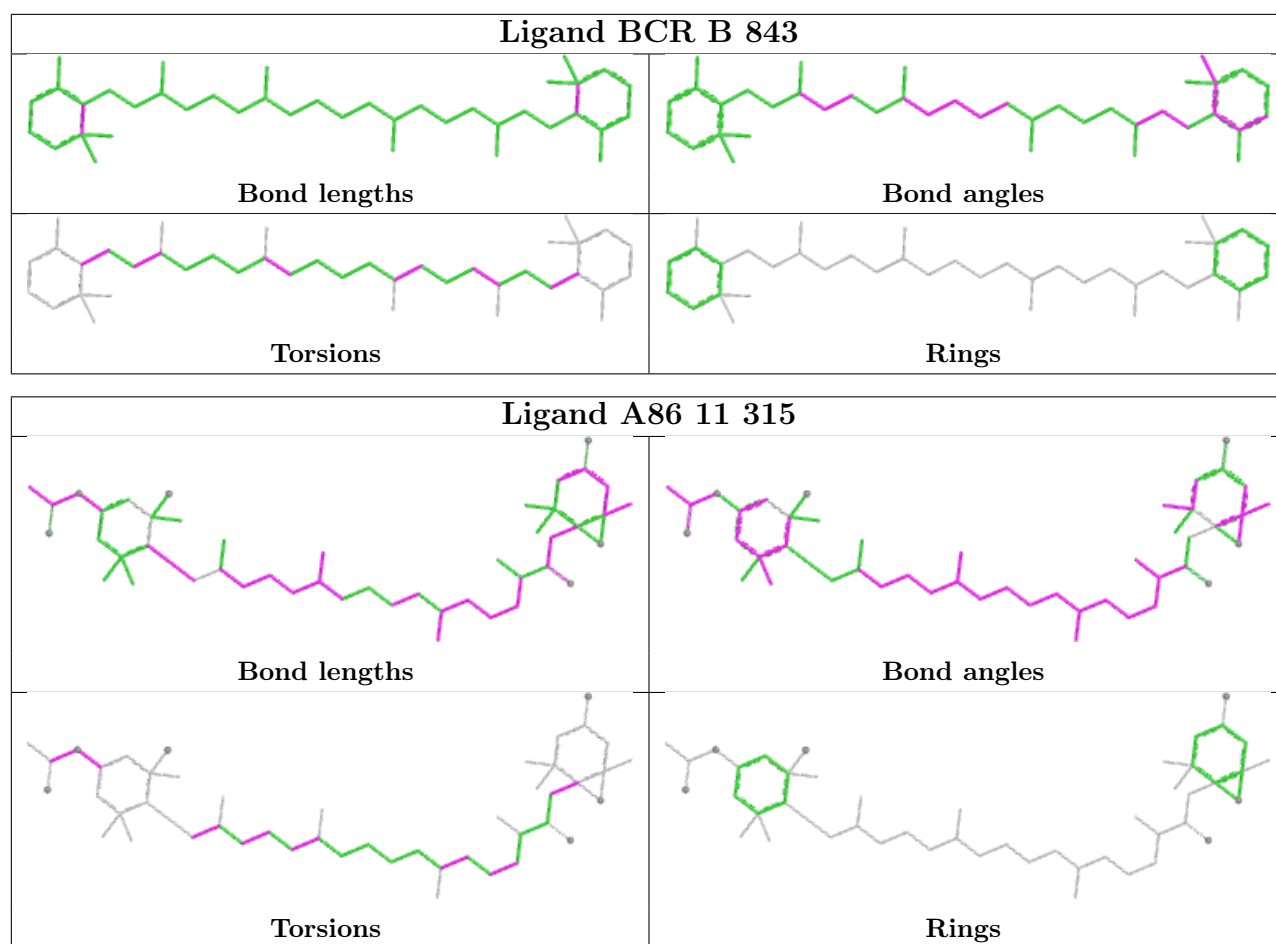 Ligand BCR B 843
Bond lengths
Bond angles
Torsions
Rings
Ligand A86 11 315
Bond lengths
Bond angles
Torsions
Rings